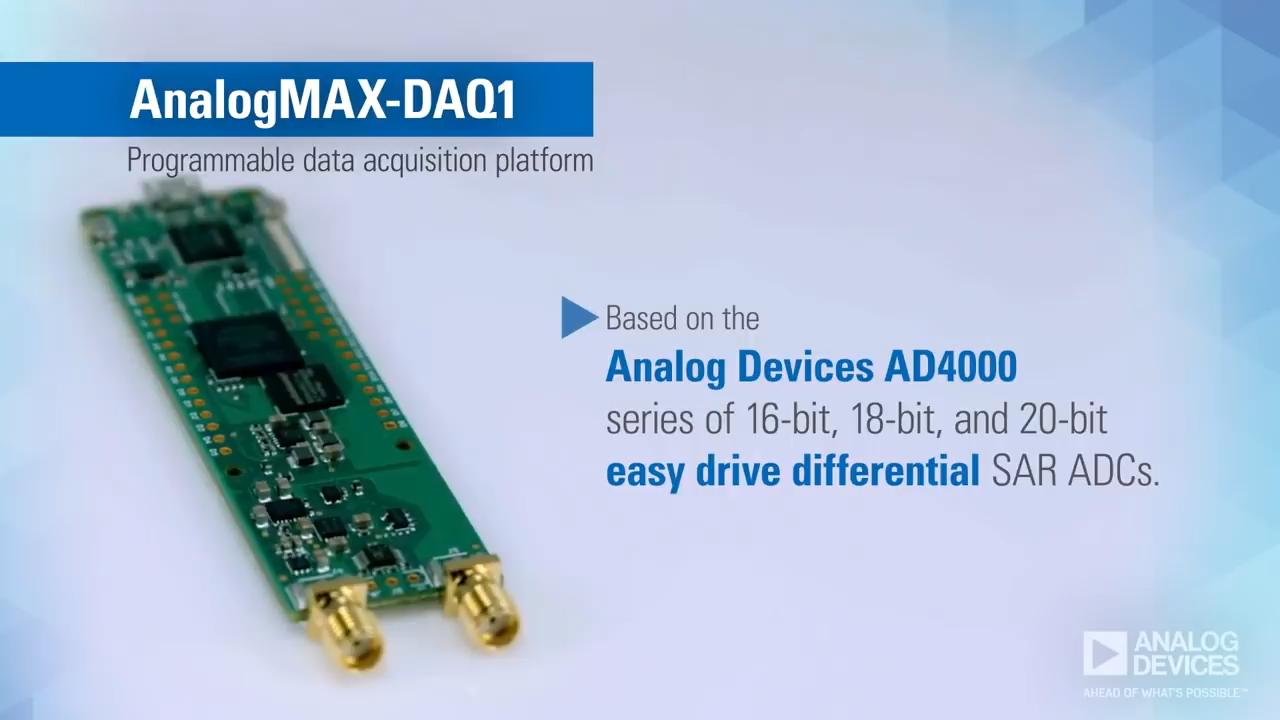 AnalogMAX-DAQ1
Programmable data acquisition platform
Based on the
Analog Devices AD4000
series of 16-bit, 18-bit, and 20-bit
easy drive differential SAR ADCs.
ANALOG
DEVICES
AHEAD OF WHAT'S POSSIBLE™